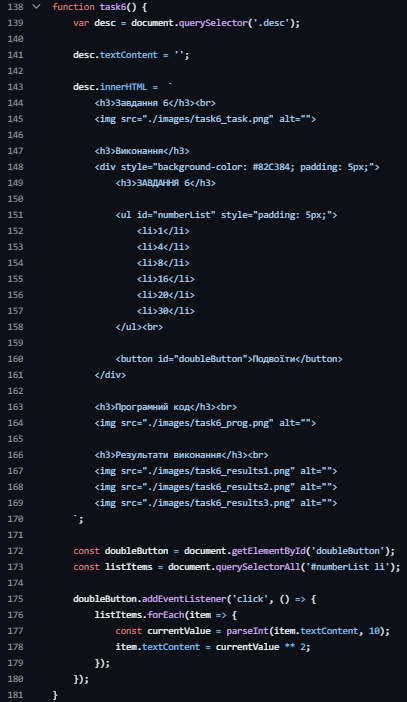 138 function task6() {
139 var desc = document.querySelector('.desc');
140
141 desc.textContent = '';
142
143 desc.innerHTML = `
144 <h3>Завдання 6</h3><br>
145 <img src="./images/task6_task.png" alt="">
146
147 <h3>Виконання</h3>
148 <div style="background-color: #82C384; padding: 5px;">
149 <h3>ЗАВДАННЯ 6</h3>
150
151 <ul id="numberList" style="padding: 5px;">
152 <li>1</li>
153 <li>4</li>
154 <li>8</li>
155 <li>16</li>
156 <li>20</li>
157 <li>30</li>
158 </ul><br>
159
160 <button id="doubleButton">Подвоїти</button>
161 </div>
162
163 <h3>Програмний код</h3><br>
164 <img src="./images/task6_prog.png" alt="">
165
166 <h3>Результати виконання</h3><br>
167 <img src="./images/task6_results1.png" alt="">
168 <img src="./images/task6_results2.png" alt="">
169 <img src="./images/task6_results3.png" alt="">
170 `;
171
172 const doubleButton = document.getElementById('doubleButton');
173 const listItems = document.querySelectorAll('#numberList li');
174
175 doubleButton.addEventListener('click', () => {
176 listItems.forEach(item => {
177 const currentValue = parseInt(item.textContent, 10);
178 item.textContent = currentValue ** 2;
179 });
180 });
181 }